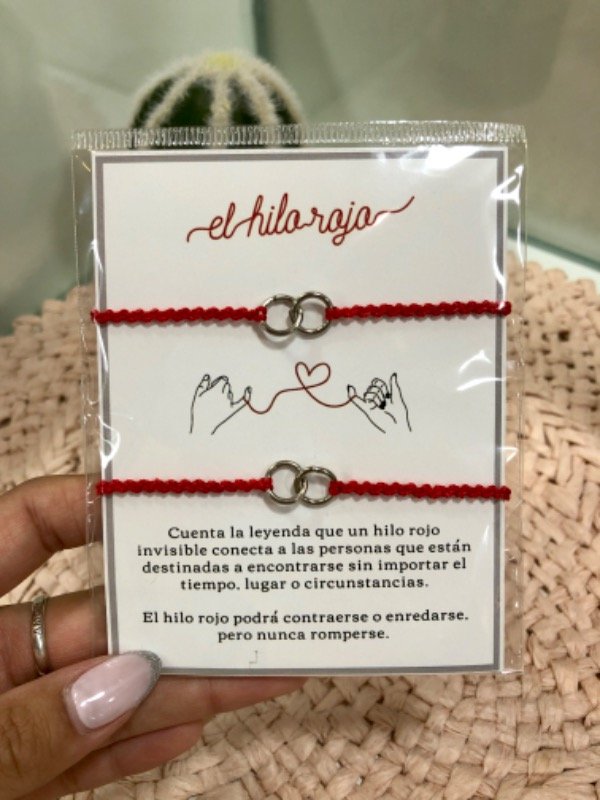 el hilo rojo
Cuenta la leyenda que un hilo rojo
invisible conecta a las personas que están
destinadas a encontrarse sin importar el
tiempo, lugar o circunstancias.
El hilo rojo podrá contraerse o enredarse,
pero nunca romperse.